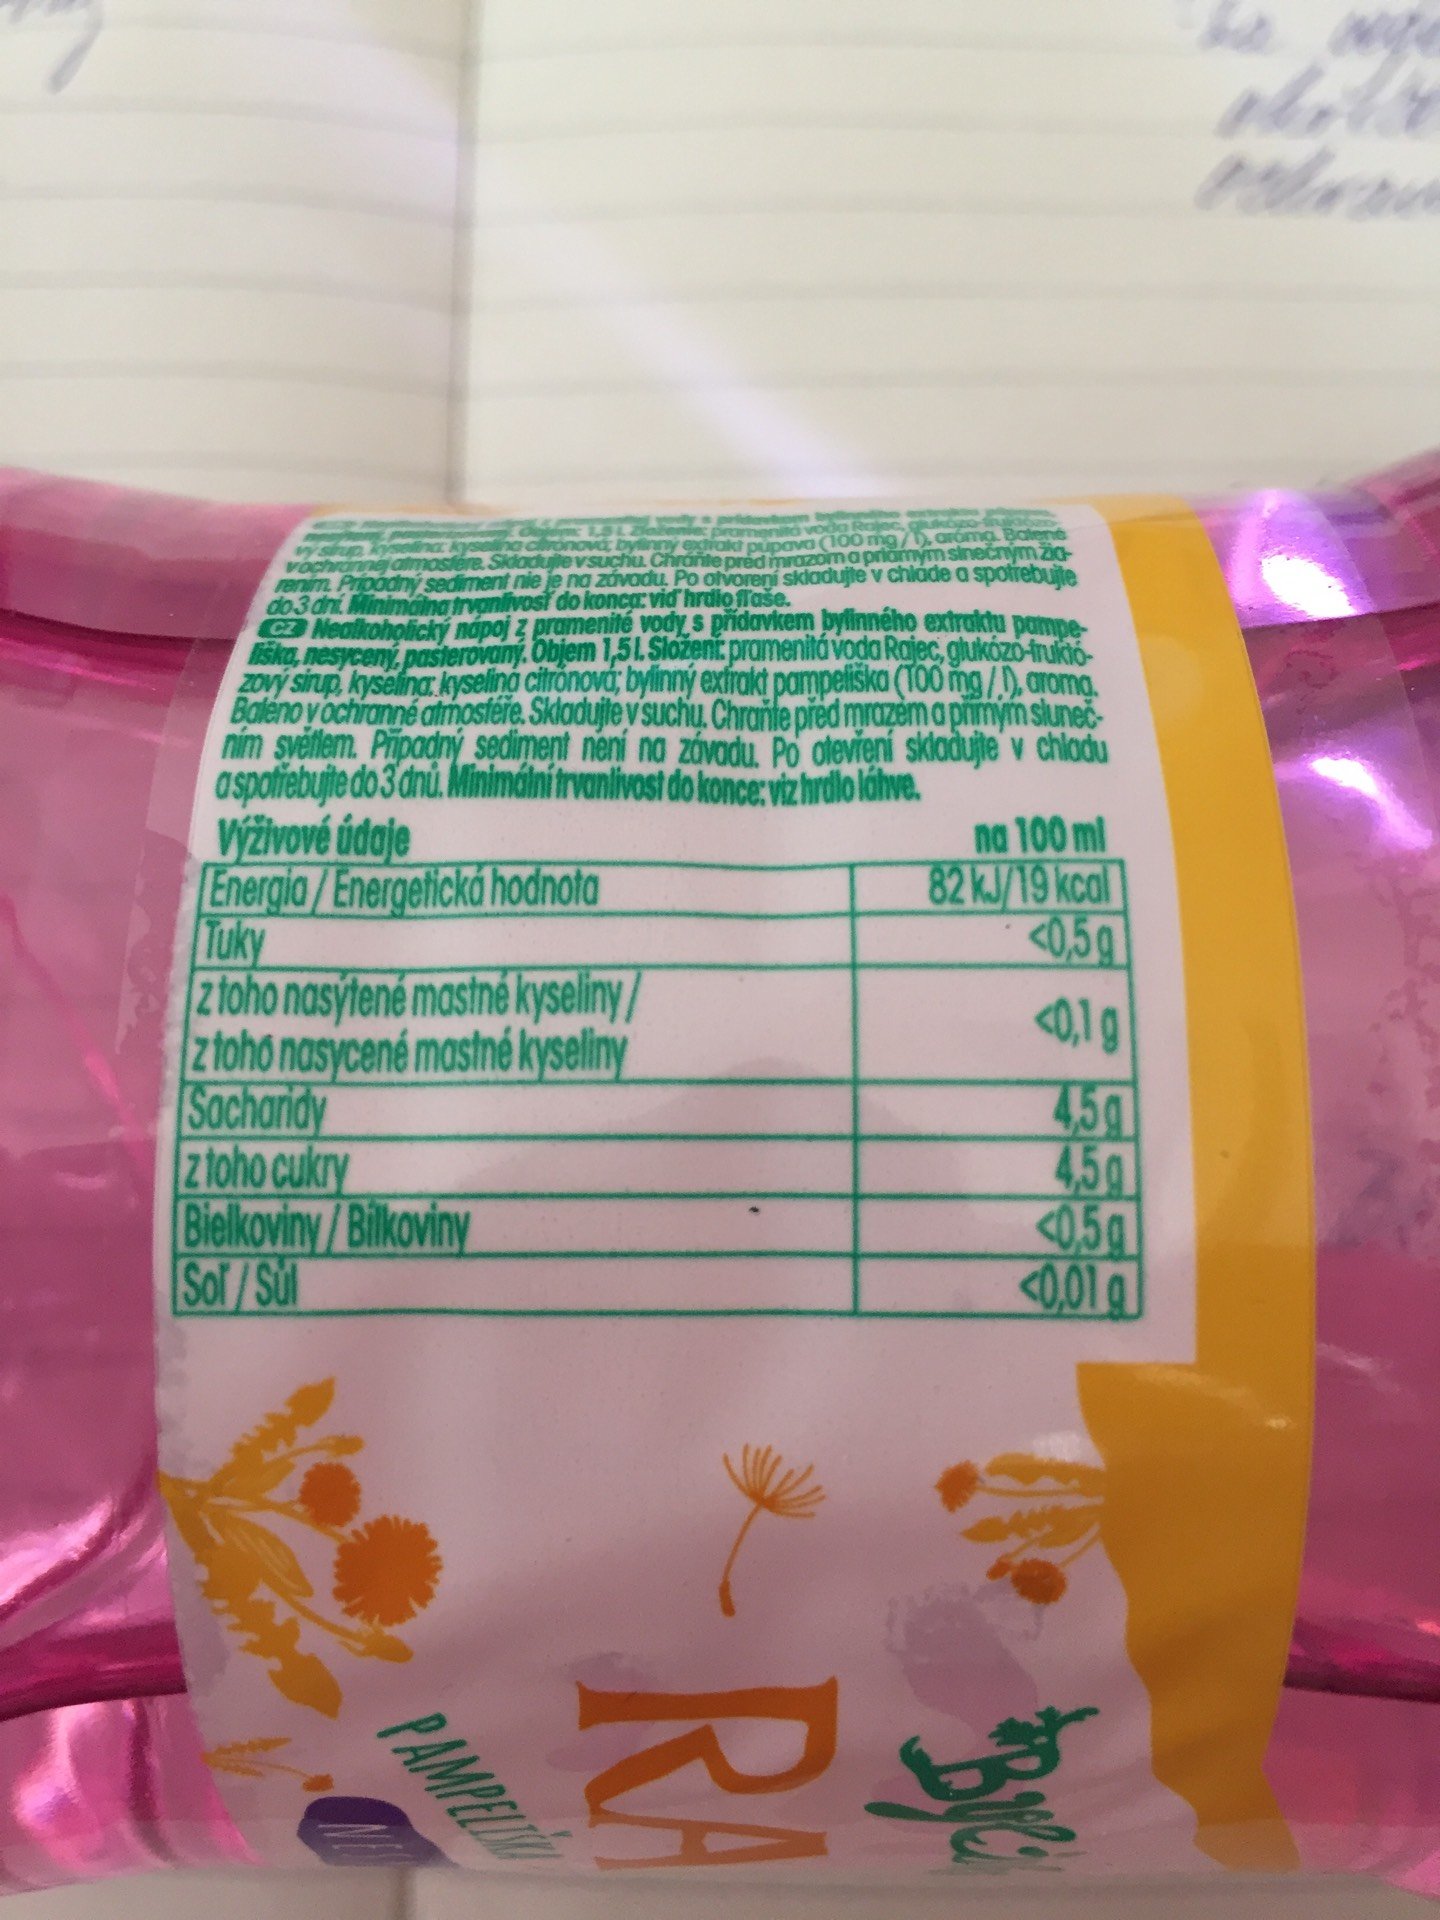 vý sirup, kyselina: kyselina citrónová; bylinný extrakt púpava (100 mg / l), aróma. Balené
v ochrannej atmosfére. Skladujte v suchu. Chráňte pred mrazom a priamym slnečným žia-
rením. Prípadný sediment nie je na závadu. Po otvorení skladujte v chlade a spotrebujte
do 3 dní. Minimálna trvanlivosť do konca: viď hrdlo fľaše.
CZ Nealkoholický nápoj z pramenité vody s přídavkem bylinného extraktu pampe-
liška, nesycený, pasterovaný. Objem 1,5 l. Složení: pramenitá voda Rajec, glukózo-fruktó-
zový sirup, kyselina: kyselina citrónová; bylinný extrakt pampeliška (100 mg / l), aroma.
Baleno v ochranné atmosféře. Skladujte v suchu. Chraňte před mrazem a přímým sluneč-
ním světlem. Případný sediment není na závadu. Po otevření skladujte v chladu
a spotřebujte do 3 dnů. Minimální trvanlivost do konce: viz hrdlo láhve.
Výživové údaje na 100 ml
Energia / Energetická hodnota 82 kJ/19 kcal
Tuky <0,5 g
z toho nasýtené mastné kyseliny /
z toho nasycené mastné kyseliny <0,1 g
Sacharidy 4,5 g
z toho cukry 4,5 g
Bielkoviny / Bílkoviny <0,5 g
Soľ / Sůl <0,01 g
PAMPELIŠKA
RA